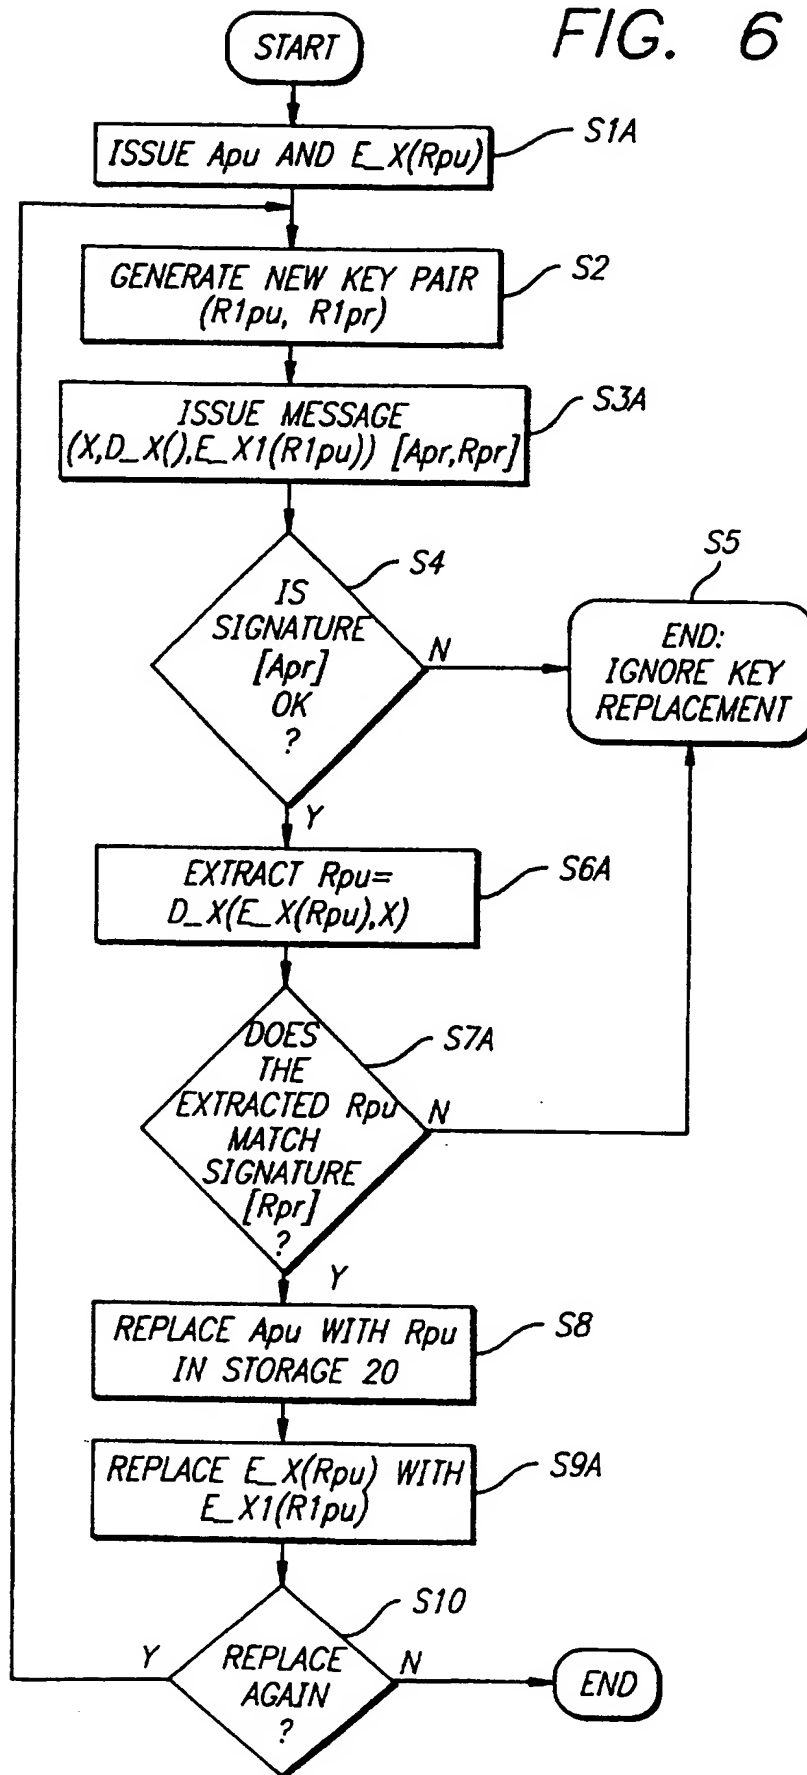 FIG. 6
START
ISSUE Apu AND E_X(Rpu)
S1A
GENERATE NEW KEY PAIR
(R1pu, R1pr)
S2
ISSUE MESSAGE
(X,D_X(),E_X1(R1pu)) [Apr,Rpr]
S3A
IS
SIGNATURE
[Apr]
OK
?
S4
N
Y
S5
END:
IGNORE KEY
REPLACEMENT
EXTRACT Rpu=
D_X(E_X(Rpu),X)
S6A
DOES
THE
EXTRACTED Rpu
MATCH
SIGNATURE
[Rpr]
?
S7A
N
Y
REPLACE Apu WITH Rpu
IN STORAGE 20
S8
REPLACE E_X(Rpu) WITH
E_X1(R1pu)
S9A
REPLACE
AGAIN
?
S10
Y
N
END